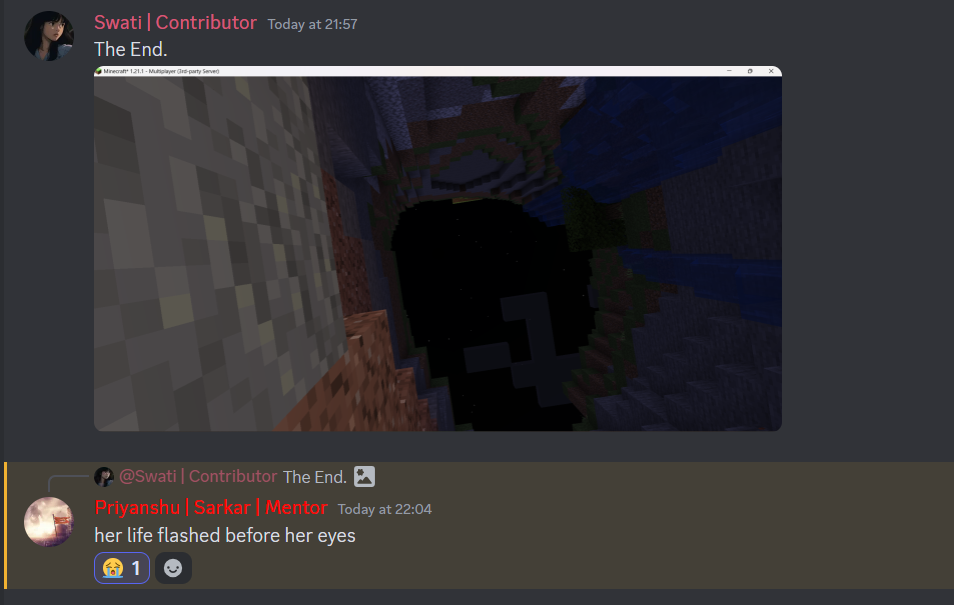 Swati | Contributor Today at 21:57
The End.
Minecraft* 1.21.1 - Multiplayer (3rd-party Server)
@Swati | Contributor The End.
Priyanshu | Sarkar | Mentor Today at 22:04
her life flashed before her eyes
1